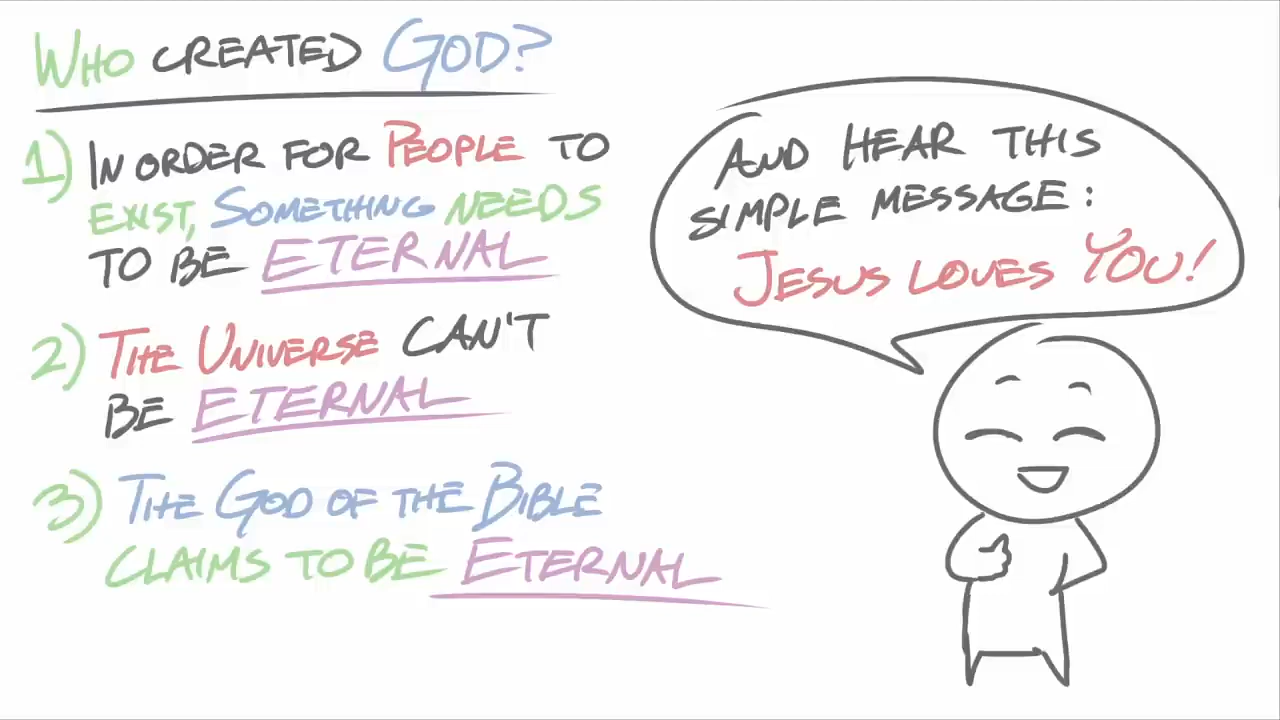 WHO CREATED GOD?
1) IN ORDER FOR PEOPLE TO
EXIST, SOMETHING NEEDS
TO BE ETERNAL
2) THE UNIVERSE CAN'T
BE ETERNAL
3) THE GOD OF THE BIBLE
CLAIMS TO BE ETERNAL
AND HEAR THIS
SIMPLE MESSAGE:
JESUS LOVES YOU!